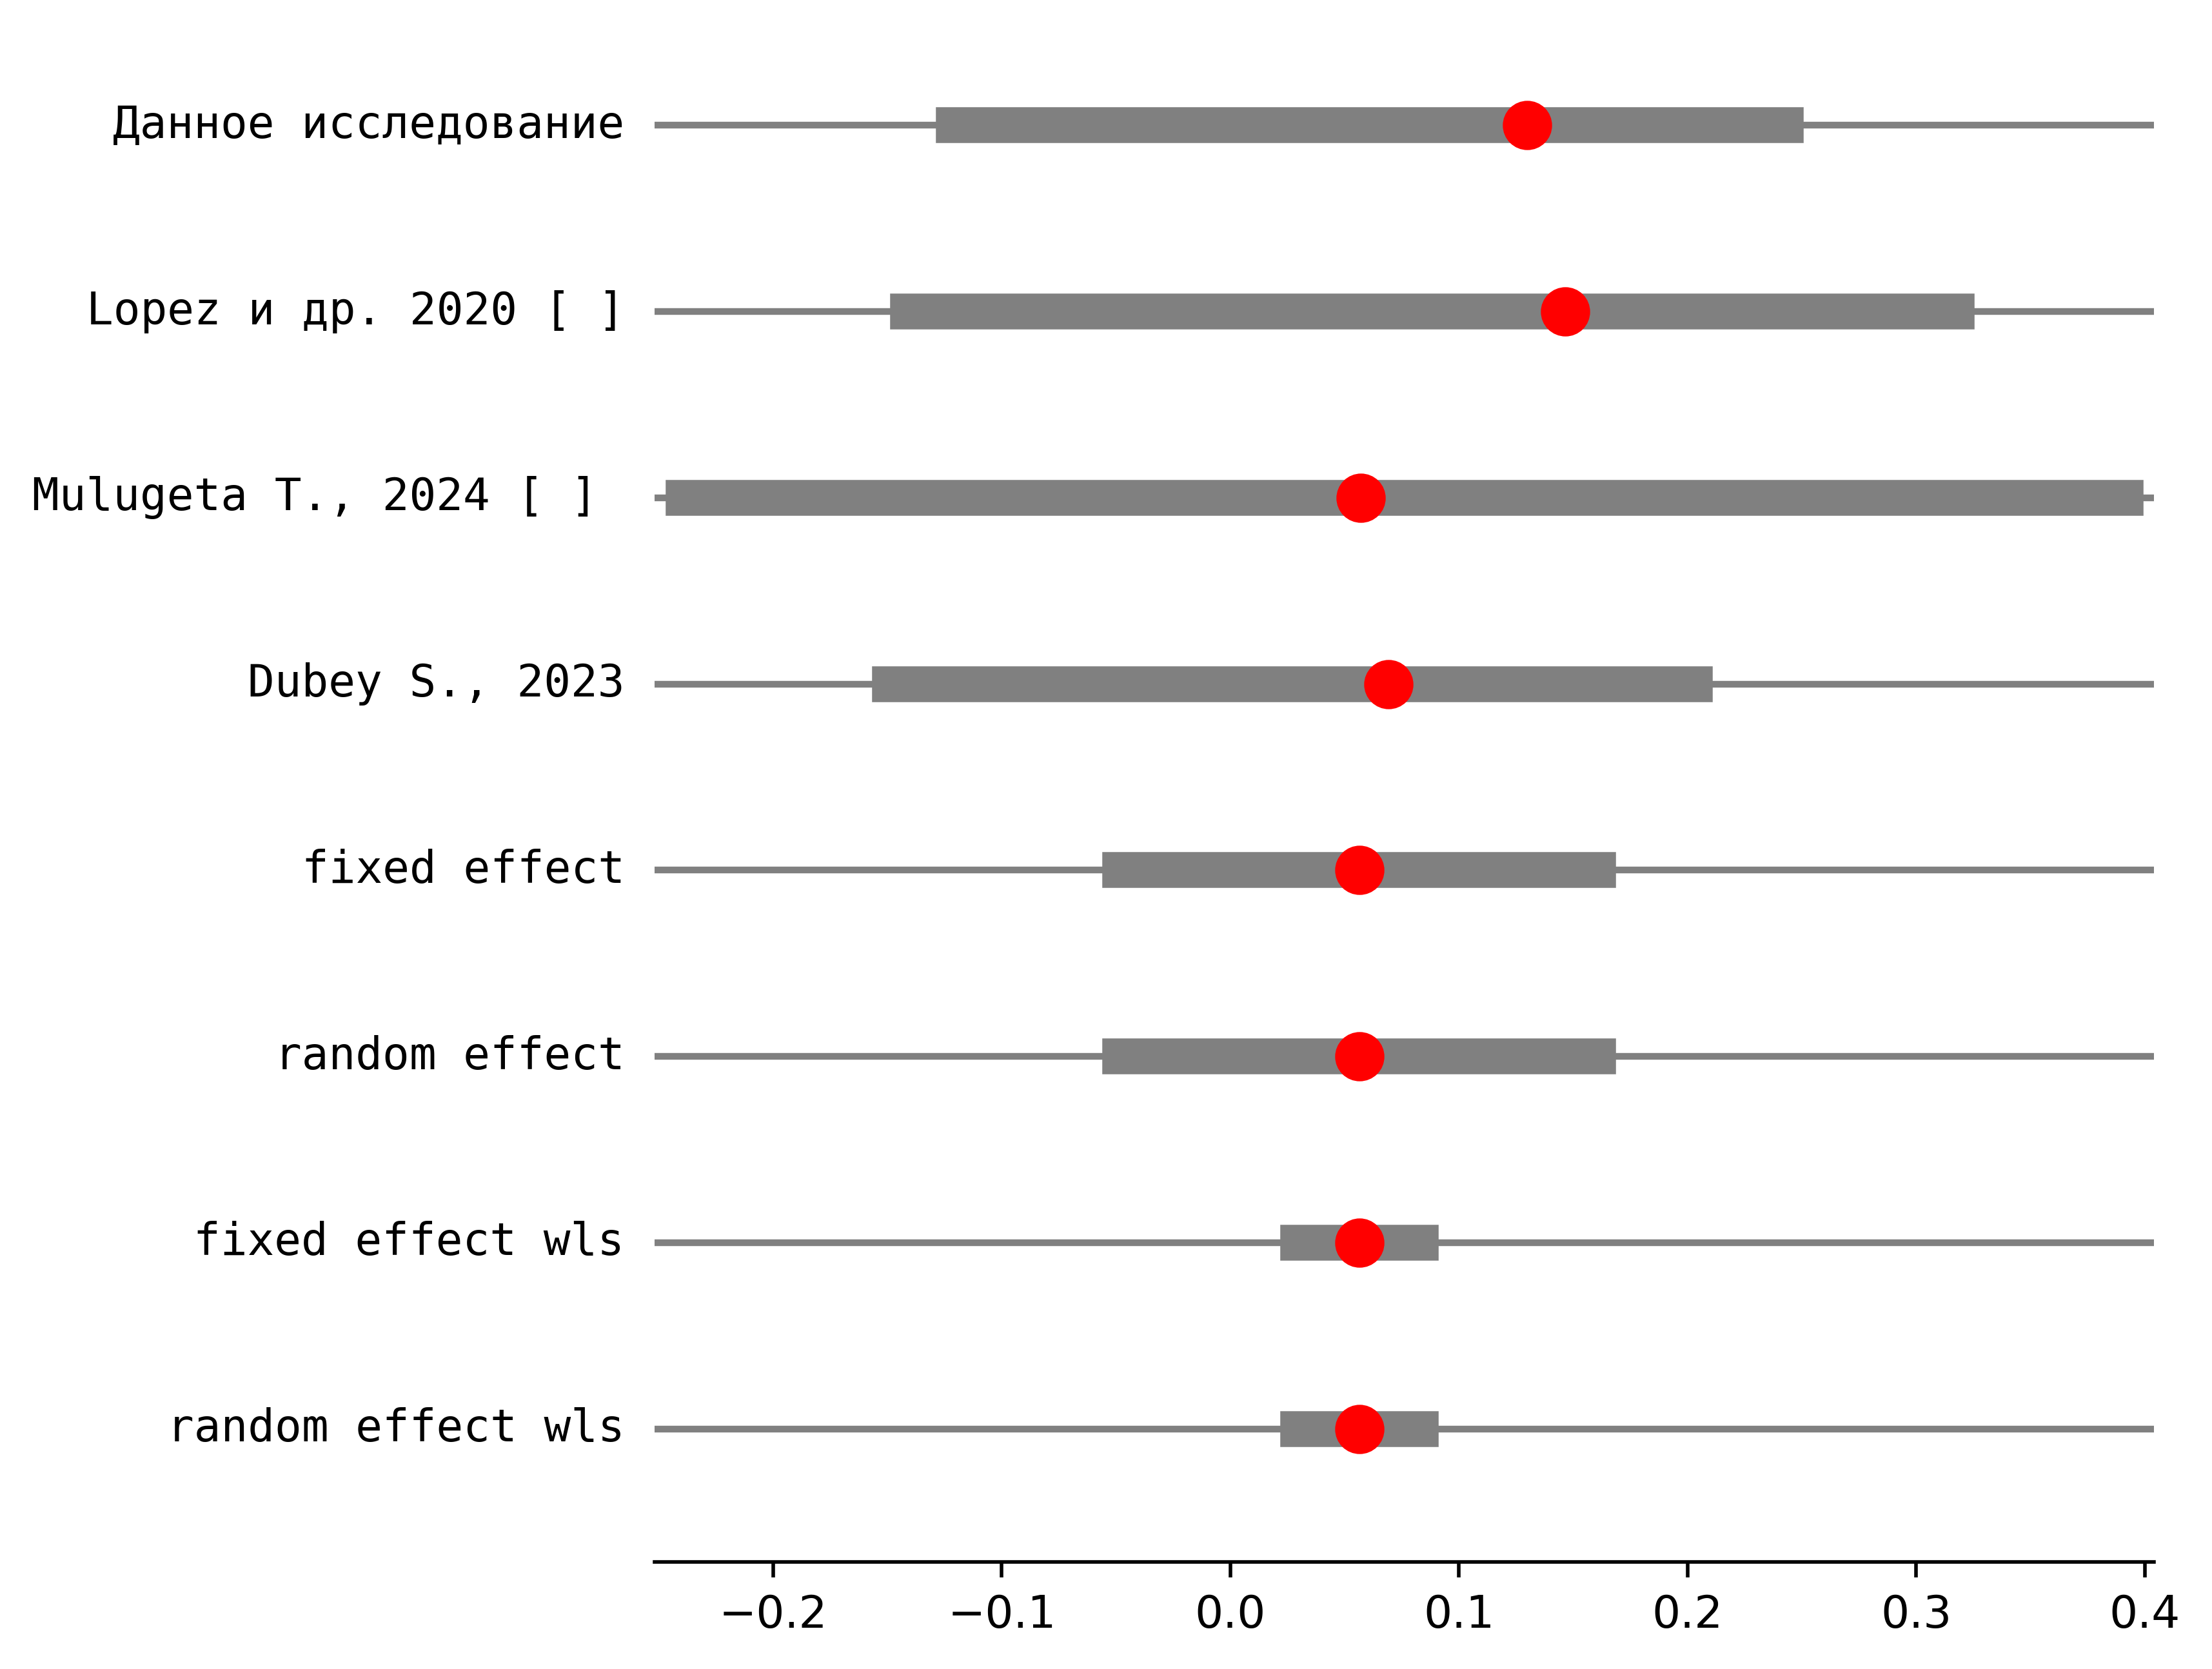 Данное исследование
Lopez и др. 2020 [ ]
Mulugeta T., 2024 [ ]
Dubey S., 2023
fixed effect
random effect
fixed effect wls
random effect wls
−0.2 −0.1 0.0 0.1 0.2 0.3 0.4